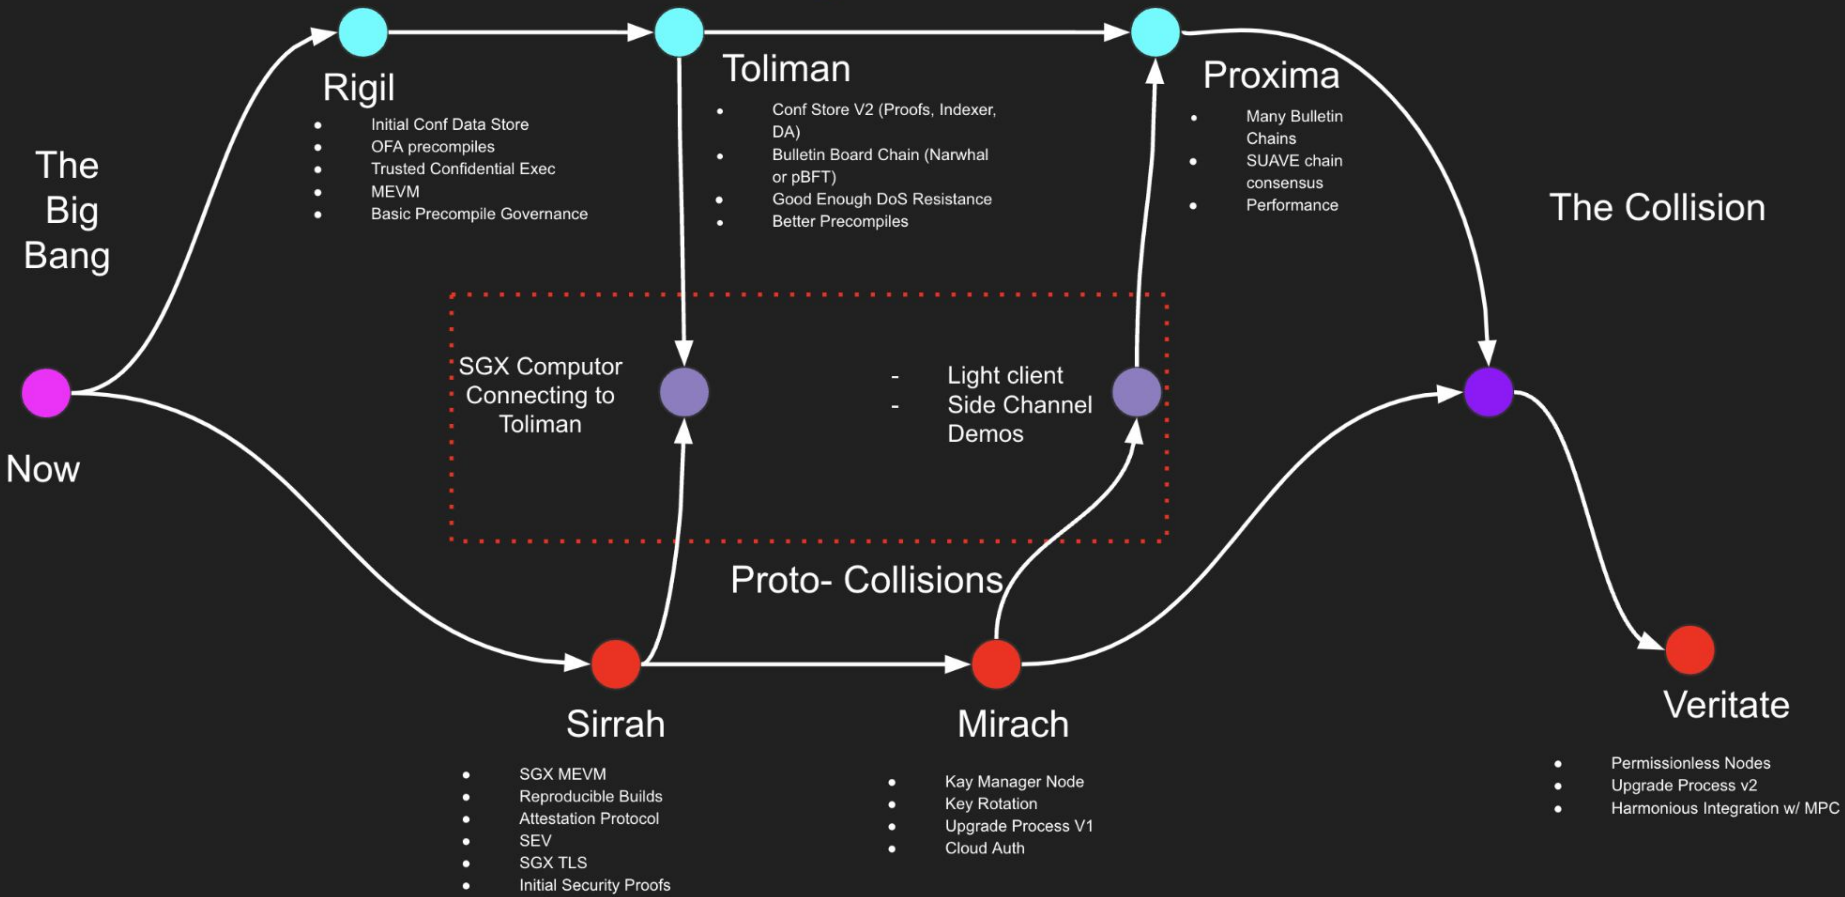 The
Big
Bang
Now
Rigil
• Initial Conf Data Store
• OFA precompiles
• Trusted Confidential Exec
• MEVM
• Basic Precompile Governance
Toliman
• Conf Store V2 (Proofs, Indexer,
DA)
• Bulletin Board Chain (Narwhal
or pBFT)
• Good Enough DoS Resistance
• Better Precompiles
Proxima
• Many Bulletin
Chains
• SUAVE chain
consensus
• Performance
The Collision
SGX Computor
Connecting to
Toliman
- Light client
- Side Channel
Demos
Proto- Collisions
Sirrah
• SGX MEVM
• Reproducible Builds
• Attestation Protocol
• SEV
• SGX TLS
• Initial Security Proofs
Mirach
• Kay Manager Node
• Key Rotation
• Upgrade Process V1
• Cloud Auth
Veritate
• Permissionless Nodes
• Upgrade Process v2
• Harmonious Integration w/ MPC